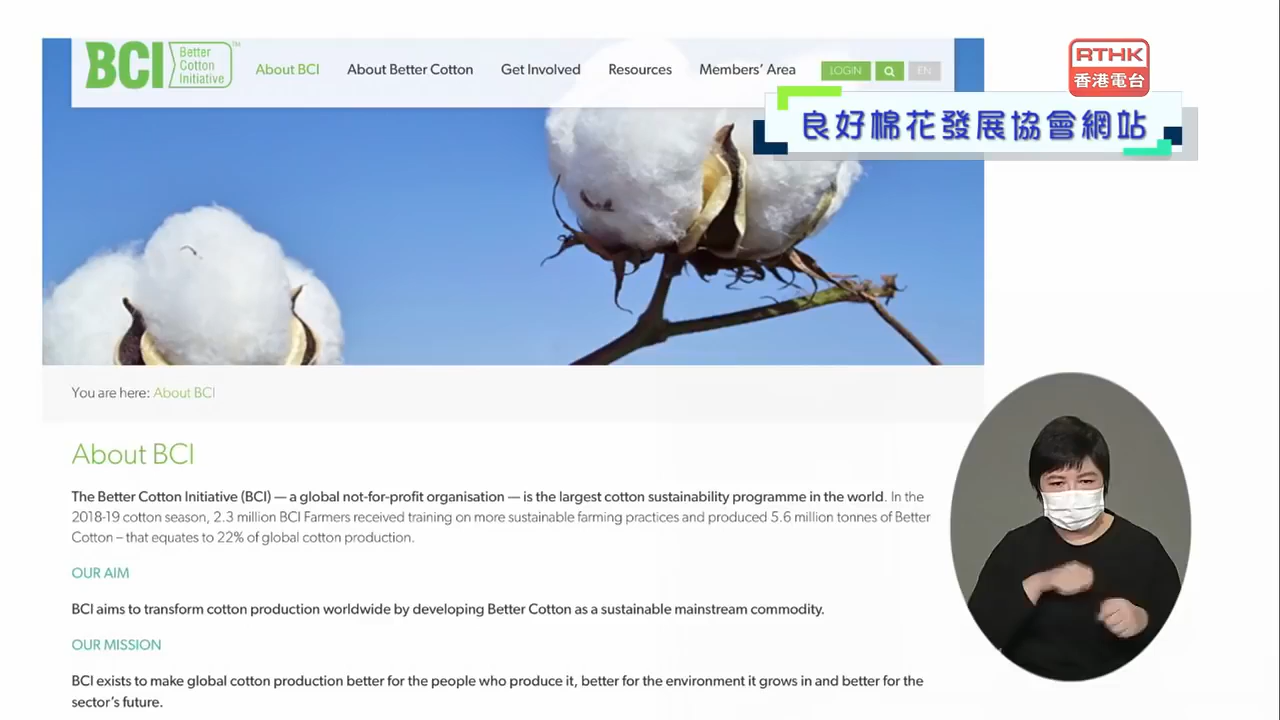 BCI Better Cotton Initiative™
About BCI About Better Cotton Get Involved Resources Members' Area LOGIN EN
RTHK
香港電台
良好棉花發展協會網站
You are here: About BCI
About BCI
The Better Cotton Initiative (BCI) — a global not-for-profit organisation — is the largest cotton sustainability programme in the world. In the
2018-19 cotton season, 2.3 million BCI Farmers received training on more sustainable farming practices and produced 5.6 million tonnes of Better
Cotton – that equates to 22% of global cotton production.
OUR AIM
BCI aims to transform cotton production worldwide by developing Better Cotton as a sustainable mainstream commodity.
OUR MISSION
BCI exists to make global cotton production better for the people who produce it, better for the environment it grows in and better for the
sector's future.